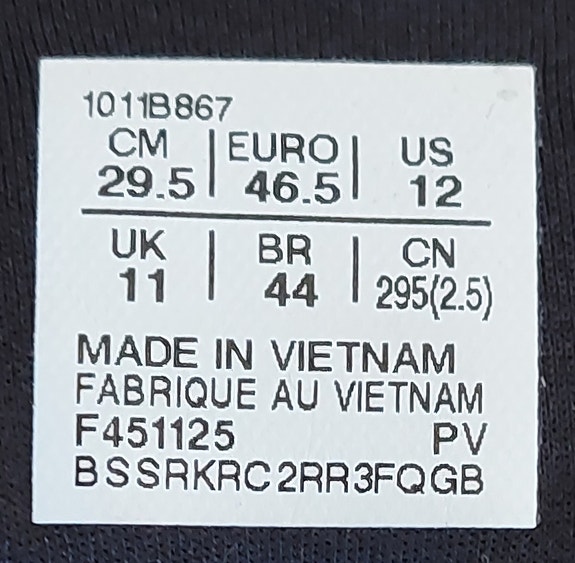 1011B867
CM | EURO | US
29.5 | 46.5 | 12
UK | BR | CN
11 | 44 | 295(2.5)
MADE IN VIETNAM
FABRIQUE AU VIETNAM
F451125 PV
BSSRKRC2RR3FQGB